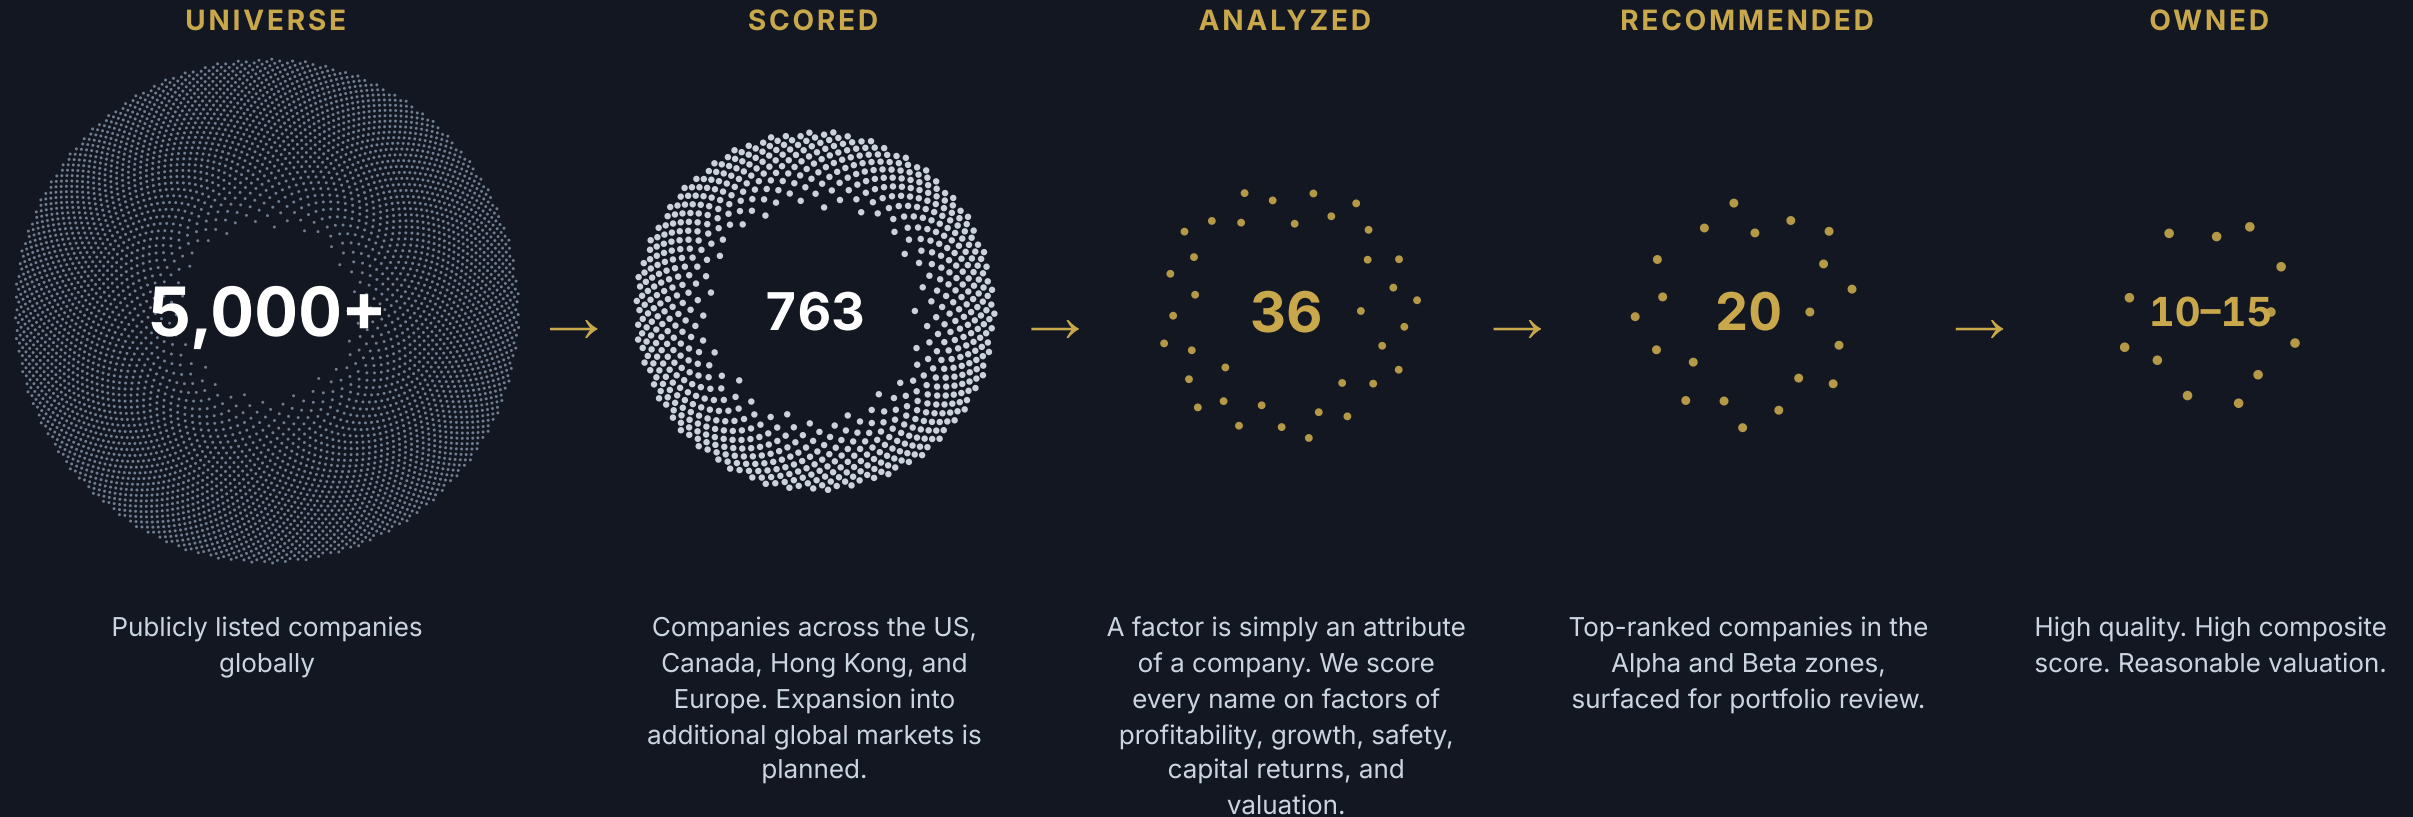 UNIVERSE
5,000+
Publicly listed companies
globally
→
SCORED
763
Companies across the US,
Canada, Hong Kong, and
Europe. Expansion into
additional global markets is
planned.
→
ANALYZED
36
A factor is simply an attribute
of a company. We score
every name on factors of
profitability, growth, safety,
capital returns, and
valuation.
→
RECOMMENDED
20
Top-ranked companies in the
Alpha and Beta zones,
surfaced for portfolio review.
→
OWNED
10–15
High quality. High composite
score. Reasonable valuation.